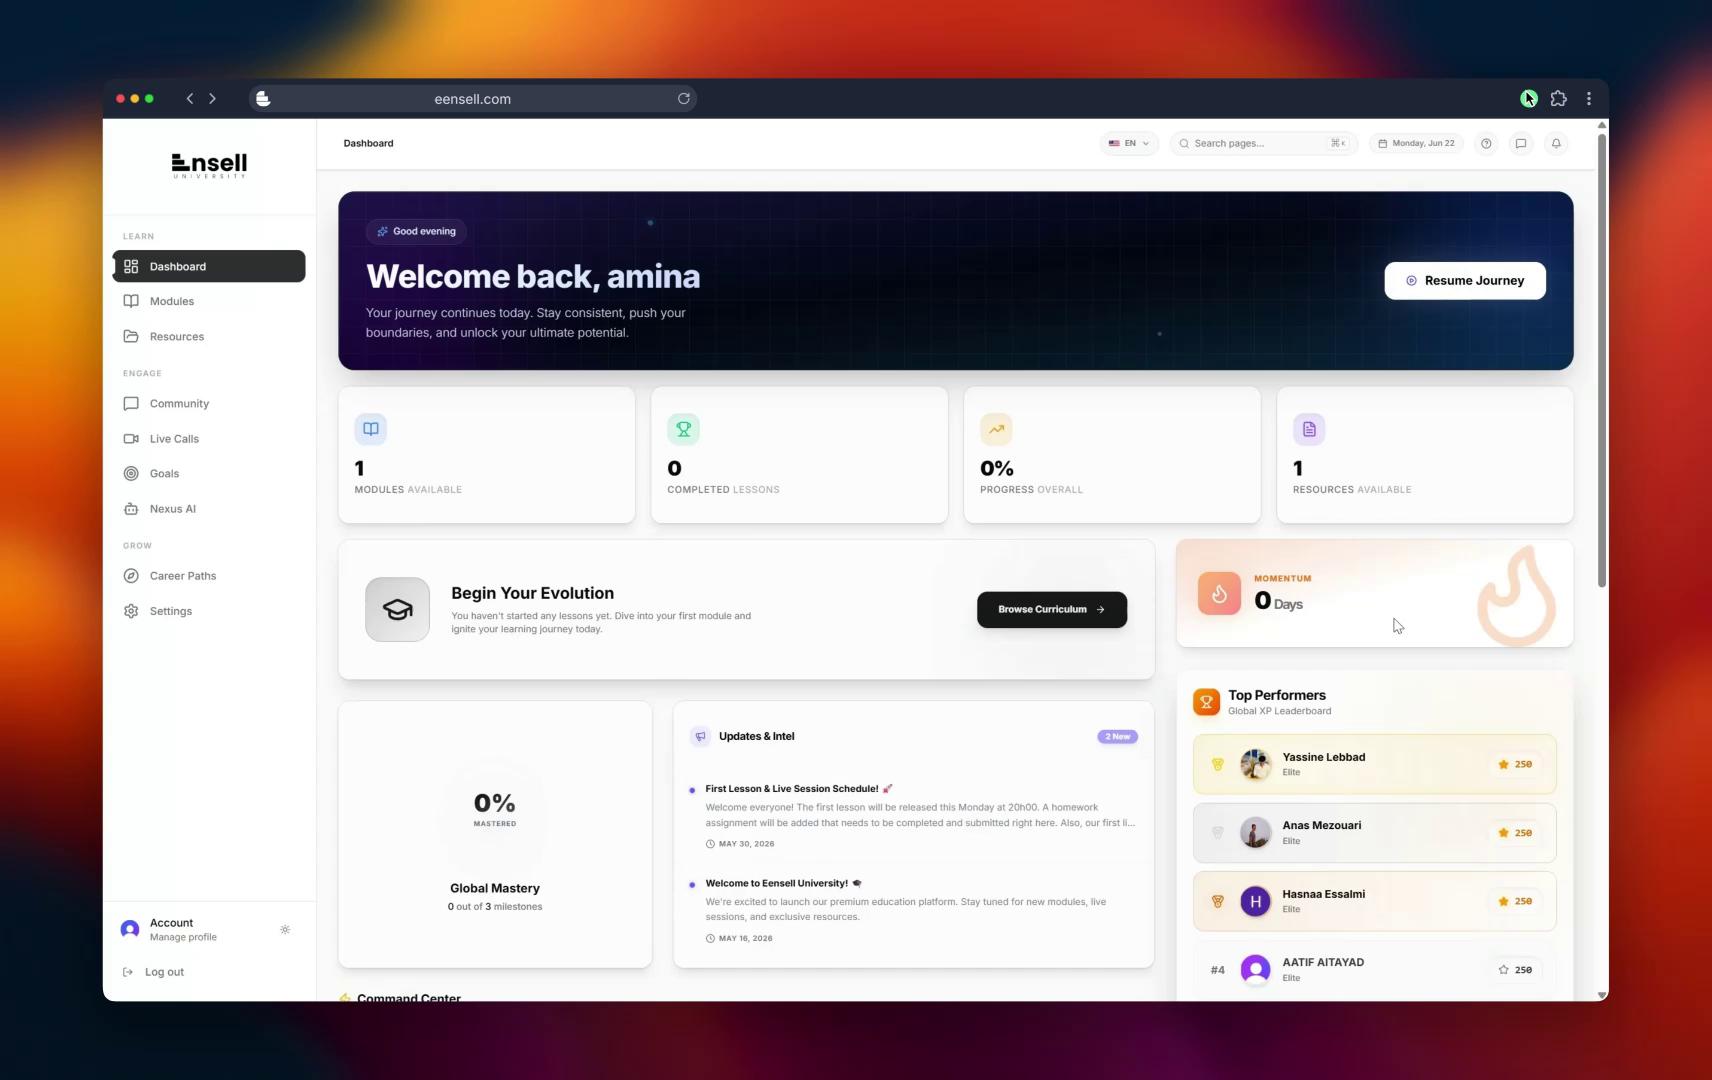 eensell.com
Ensell
UNIVERSITY
LEARN
Dashboard
Modules
Resources
ENGAGE
Community
Live Calls
Goals
Nexus AI
GROW
Career Paths
Settings
Account
Manage profile
Log out
Dashboard
EN
Search pages...
⌘K
Monday, Jun 22
Good evening
Welcome back, amina
Your journey continues today. Stay consistent, push your
boundaries, and unlock your ultimate potential.
Resume Journey
1
MODULES AVAILABLE
0
COMPLETED LESSONS
0%
PROGRESS OVERALL
1
RESOURCES AVAILABLE
Begin Your Evolution
You haven't started any lessons yet. Dive into your first module and
ignite your learning journey today.
Browse Curriculum
MOMENTUM
0 Days
0%
MASTERED
Global Mastery
0 out of 3 milestones
Updates & Intel
2 New
First Lesson & Live Session Schedule! 🚀
Welcome everyone! The first lesson will be released this Monday at 20h00. A homework
assignment will be added that needs to be completed and submitted right here. Also, our first li...
MAY 30, 2026
Welcome to Eensell University! 🎓
We're excited to launch our premium education platform. Stay tuned for new modules, live
sessions, and exclusive resources.
MAY 16, 2026
Top Performers
Global XP Leaderboard
Yassine Lebbad
Elite
250
Anas Mezouari
Elite
250
H
Hasnaa Essalmi
Elite
250
#4
AATIF AITAYAD
Elite
250
Command Center